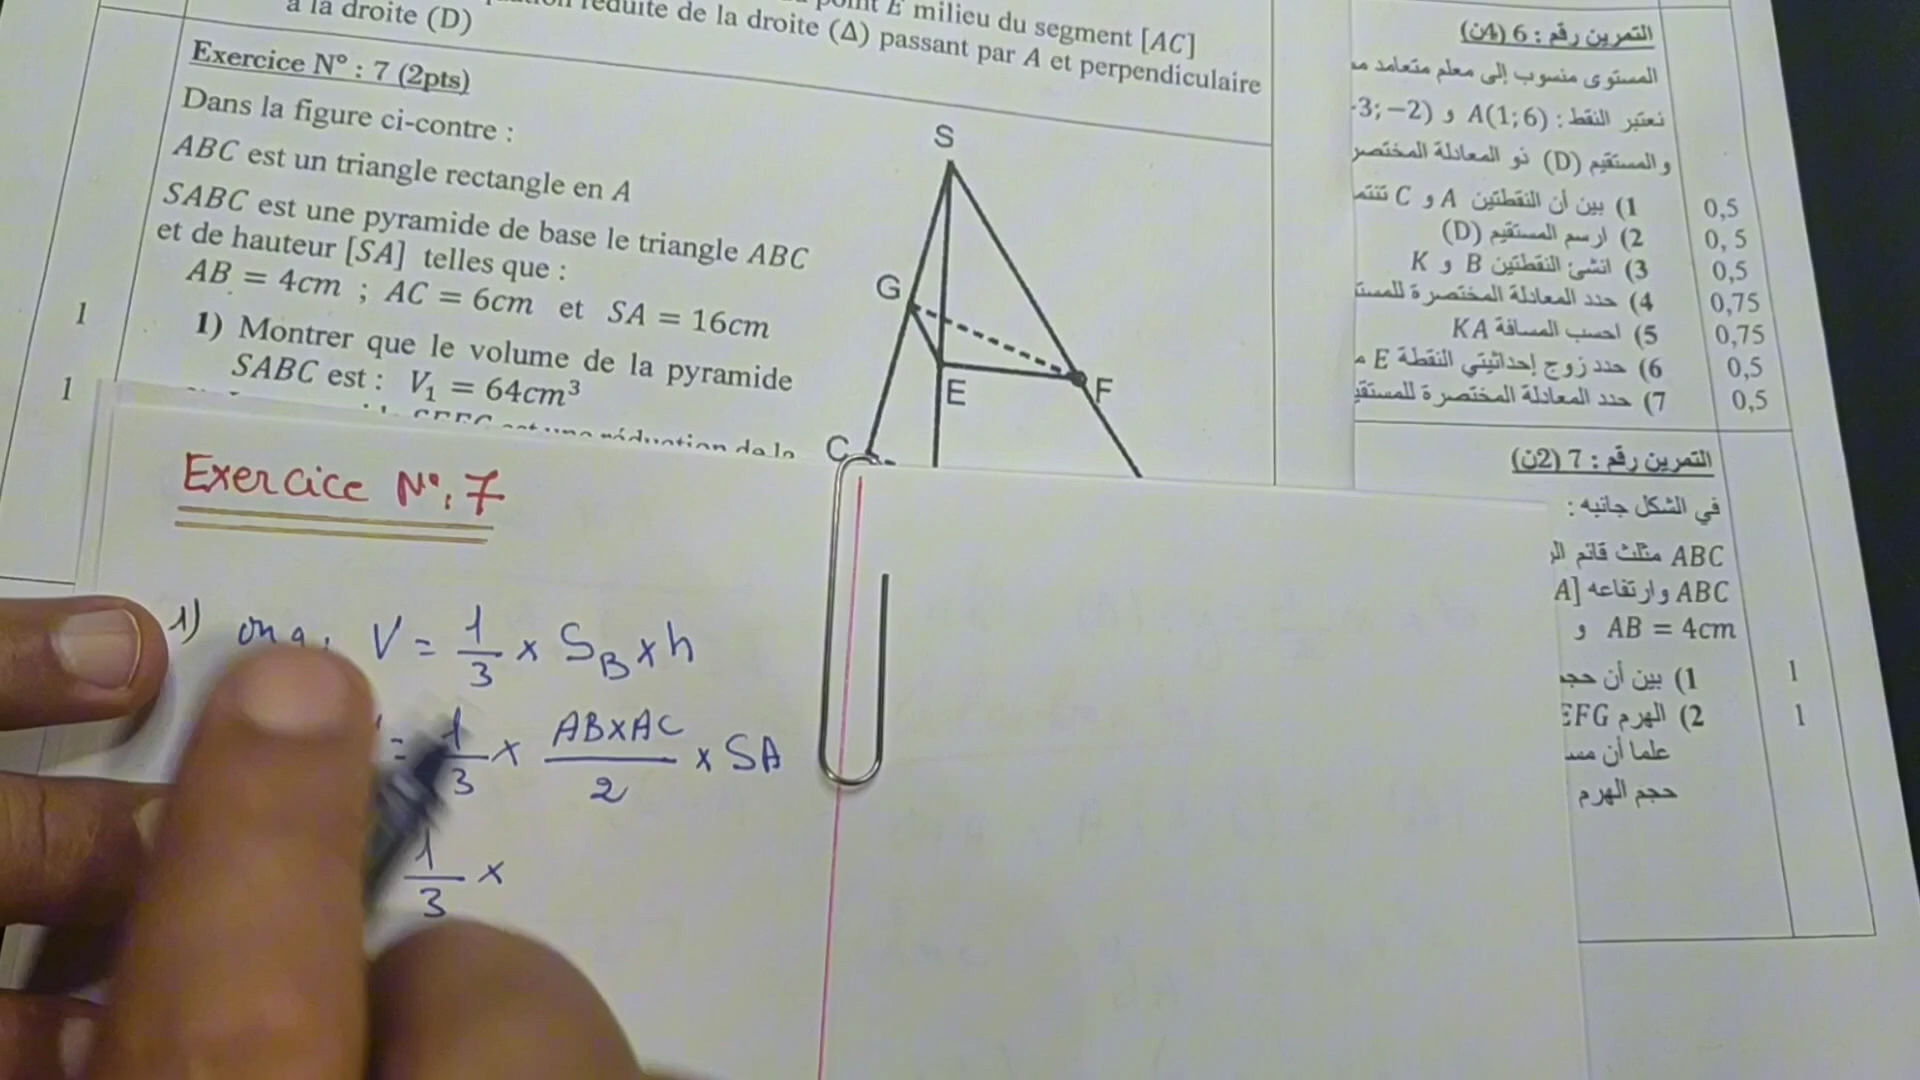 milieu du segment [AC]
réduite de la droite (Δ) passant par A et perpendiculaire
à la droite (D)
Exercice N° : 7 (2pts)
Dans la figure ci-contre :
ABC est un triangle rectangle en A
SABC est une pyramide de base le triangle ABC
et de hauteur [SA] telles que :
AB = 4cm ; AC = 6cm et SA = 16cm
1
1) Montrer que le volume de la pyramide
SABC est : V₁ = 64cm³
1
S
G
E
F
C
Exercice N°: 7
1) on a: V = 1/3 × S_B × h
= 1/3 × AB×AC/2 × SA
1/3 ×
التمرين رقم : 6 (4ن)
المستوى منسوب إلى معلم متعامد
نعتبر النقط : A(1;6) و 3;−2)
والمستقيم (D) ذو المعادلة المختصر
1) بين أن النقطتين A و C 0,5
2) ارسم المستقيم (D) 0,5
3) انشئ النقطتين B و K 0,5
4) حدد المعادلة المختصرة 0,75
5) احسب المسافة KA 0,75
6) حدد زوج إحداثيتي النقطة E 0,5
7) حدد المعادلة المختصرة 0,5
التمرين رقم : 7 (2ن)
في الشكل جانبه :
ABC مثلث قائم
ABC وارتفاعه A]
AB = 4cm و
1) بين أن 1
2) الهرم EFG 1
علما أن
حجم الهرم